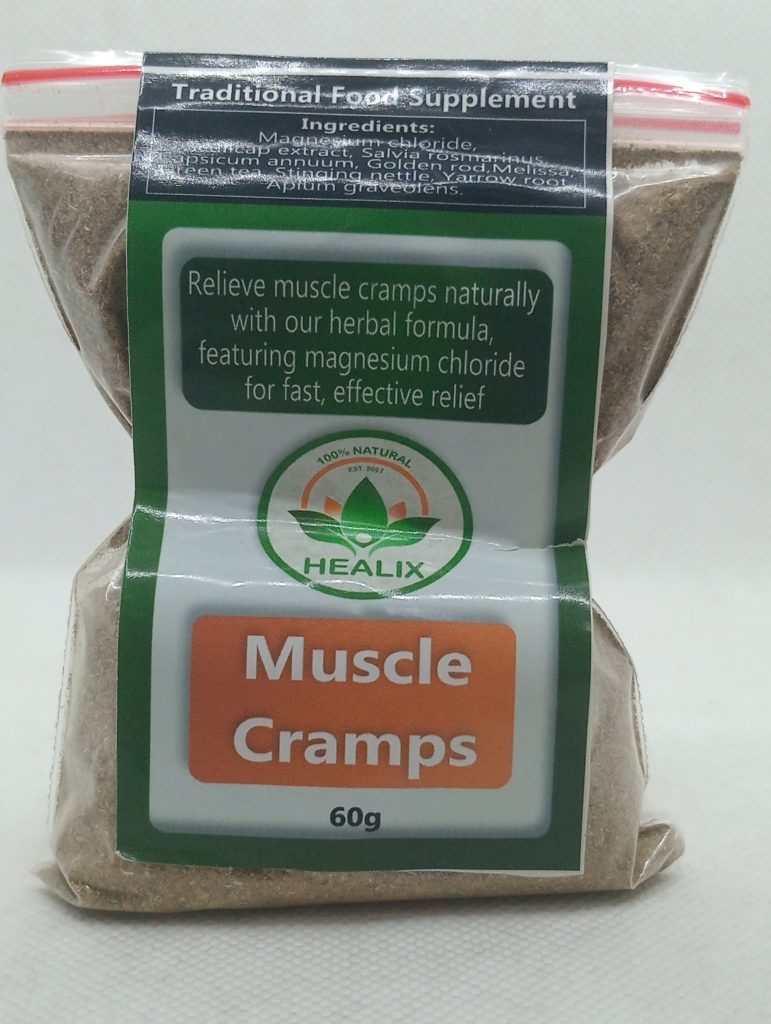 Traditional Food Supplement
Ingredients:
Magnesium chloride,
extract, Salvia rosmarinus,
Capsicum annuum, Golden rod,Melissa,
Green tea, Stinging nettle, Yarrow root,
Apium graveolens.
Relieve muscle cramps naturally
with our herbal formula,
featuring magnesium chloride
for fast, effective relief
100% NATURAL
EST 2007
HEALIX
Muscle
Cramps
60g